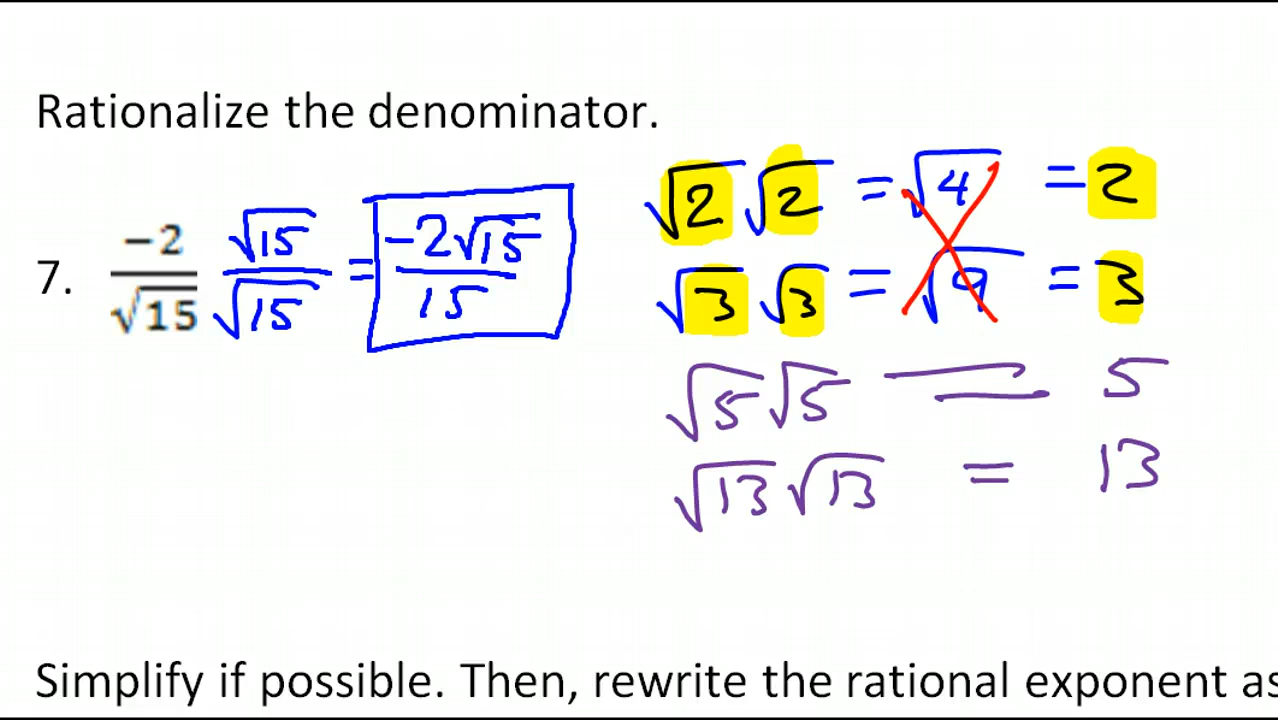 Rationalize the denominator.
7. -2/√15 √15/√15 = -2√15/15
√2 √2 = √4 = 2
√3 √3 = √9 = 3
√5 √5 = 5
√13 √13 = 13
Simplify if possible. Then, rewrite the rational exponent as